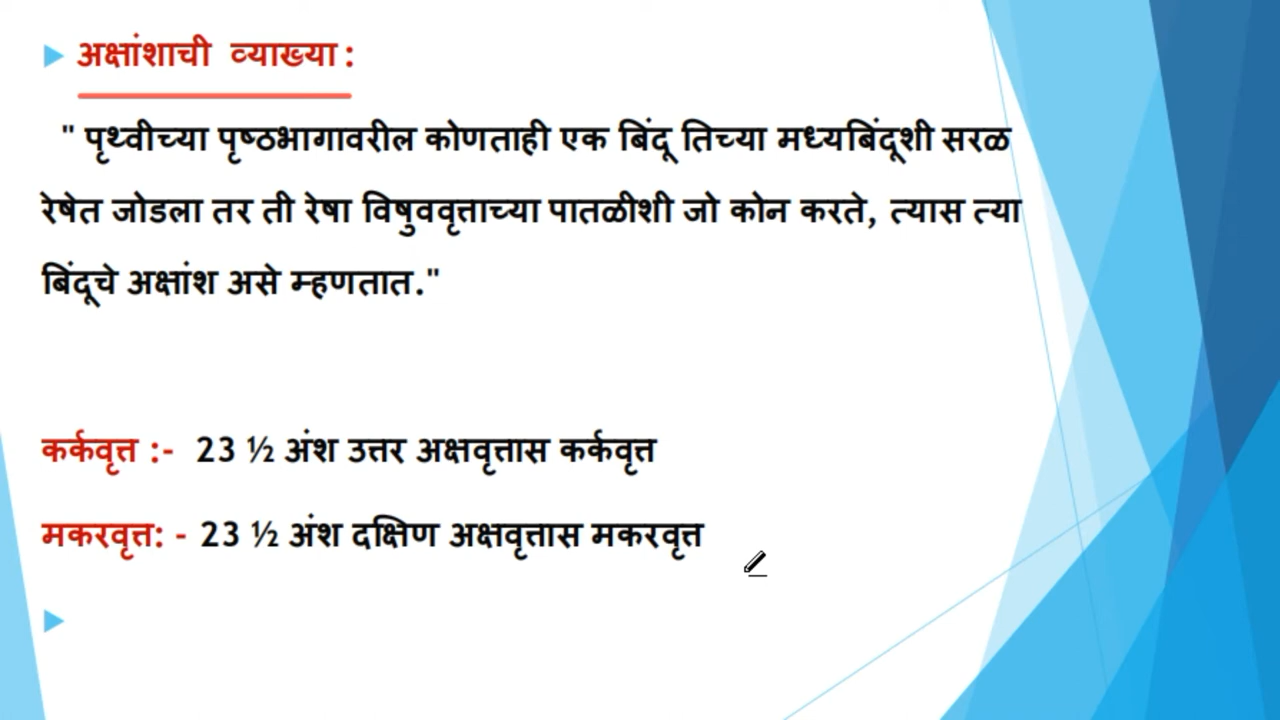 अक्षांशाची व्याख्या :
" पृथ्वीच्या पृष्ठभागावरील कोणताही एक बिंदू तिच्या मध्यबिंदूशी सरळ
रेषेत जोडला तर ती रेषा विषुववृत्ताच्या पातळीशी जो कोन करते, त्यास त्या
बिंदूचे अक्षांश असे म्हणतात."
कर्कवृत्त :- 23 ½ अंश उत्तर अक्षवृत्तास कर्कवृत्त
मकरवृत्त: - 23 ½ अंश दक्षिण अक्षवृत्तास मकरवृत्त